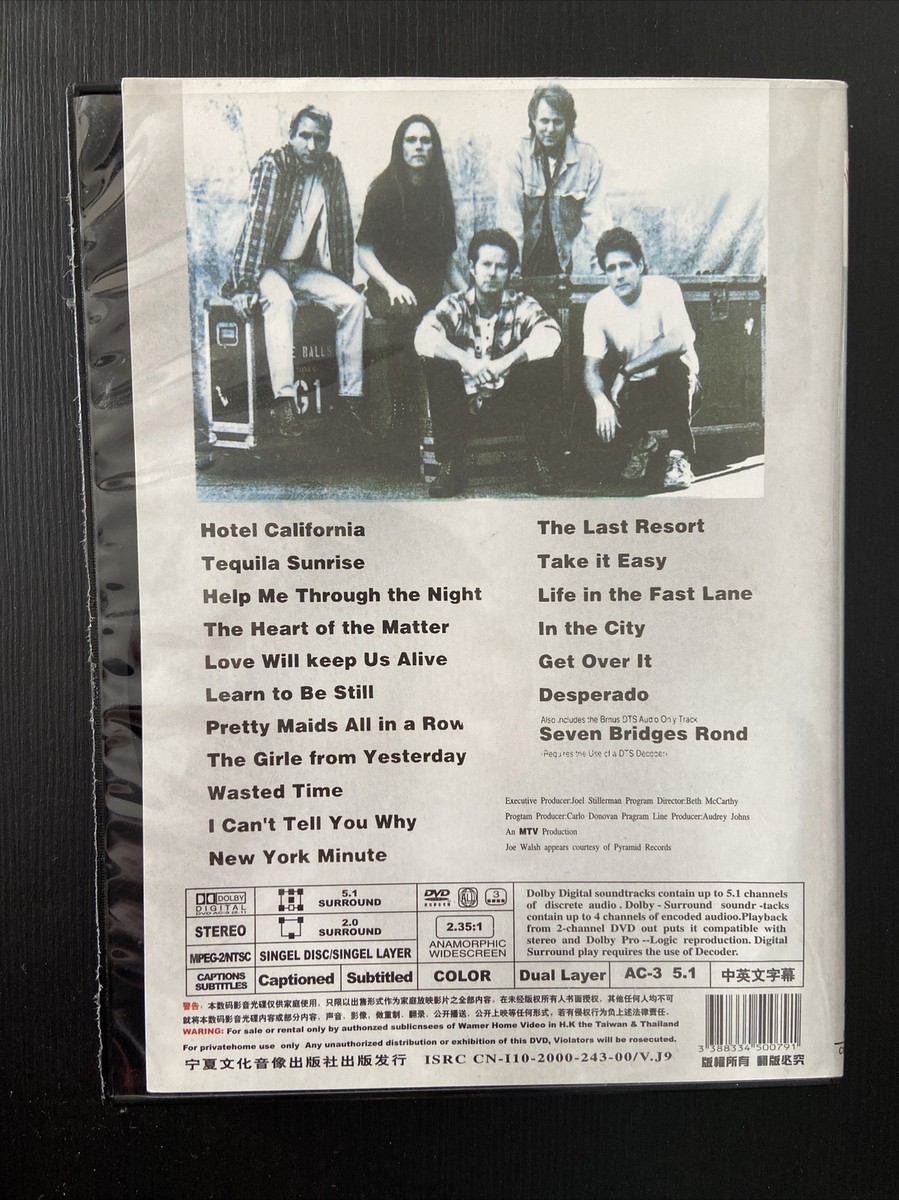 E BALLS
G1
Hotel California
Tequila Sunrise
Help Me Through the Night
The Heart of the Matter
Love Will keep Us Alive
Learn to Be Still
Pretty Maids All in a Row
The Girle from Yesterday
Wasted Time
I Can't Tell You Why
New York Minute
The Last Resort
Take it Easy
Life in the Fast Lane
In the City
Get Over It
Desperado
Also includes the Brnus DTS Aud o On y Track
Seven Bridges Rond
-Requires the Use of a DTS Decoder-
Executive Producer:Joel Stillerman Program Director:Beth McCarthy
Progtam Producer:Carlo Donovan Pragram Line Producer:Audrey Johns
An MTV Production
Joe Walsh appears courtesy of Pyramid Records
DOLBY
DIGITAL
5.1 SURROUND
DVD
ALL
3
STEREO
2.0 SURROUND
2.35:1
ANAMORPHIC
WIDESCREEN
MPEG-2/NTSC
SINGEL DISC/SINGEL LAYER
Dolby Digital soundtracks contain up to 5.1 channels
of discrete audio . Dolby - Surround soundr -tacks
contain up to 4 channels of encoded audioo.Playback
from 2-channel DVD out puts it compatible with
stereo and Dolby Pro --Logic reproduction. Digital
Surround play requires the use of Decoder.
CAPTIONS
SUBTITLES
Captioned
Subtitled
COLOR
Dual Layer
AC-3 5.1
中英文字幕
警告：本数码影音光碟仅供家庭使用，只限以出售形式作为家庭放映影片之全部内容，在未经版权所有人书面授权，其他任何人均不可
就将本数码影音光碟内容或部分内容，声音，影像，做重制，翻录，公开播送，公开上映等任何形式，若有侵权行为负上述法律责任．
WARING: For sale or rental only by authonzed sublicnsees of Wamer Home Video in H.K the Taiwan & Thailand
For privatehome use only Any unauthorized distribution or exhibition of this DVD, Violators will be rosecuted.
宁夏文化音像出版社出版发行 ISRC CN-I10-2000-243-00/V.J9
3 388334 500791
版權所有 翻版必究